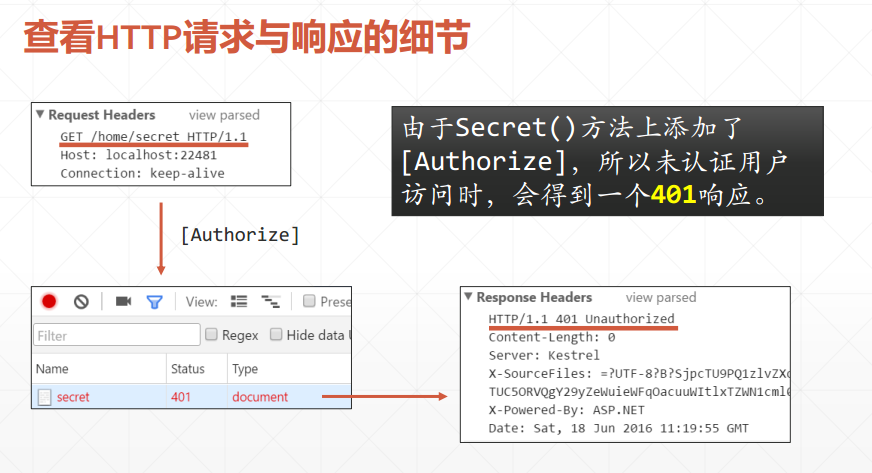 查看HTTP请求与响应的细节
Request Headers view parsed
GET /home/secret HTTP/1.1
Host: localhost:22481
Connection: keep-alive
由于Secret()方法上添加了
[Authorize]，所以未认证用户
访问时，会得到一个401响应。
[Authorize]
View: Prese
Filter Regex Hide data
Name Status Type
secret 401 document
Response Headers view parsed
HTTP/1.1 401 Unauthorized
Content-Length: 0
Server: Kestrel
X-SourceFiles: =?UTF-8?B?SjpcTU9PQ1zlvZXc
TUC5ORVQgY29yZeWuieWFqOacuuWItlxTZWN1cml
X-Powered-By: ASP.NET
Date: Sat, 18 Jun 2016 11:19:55 GMT